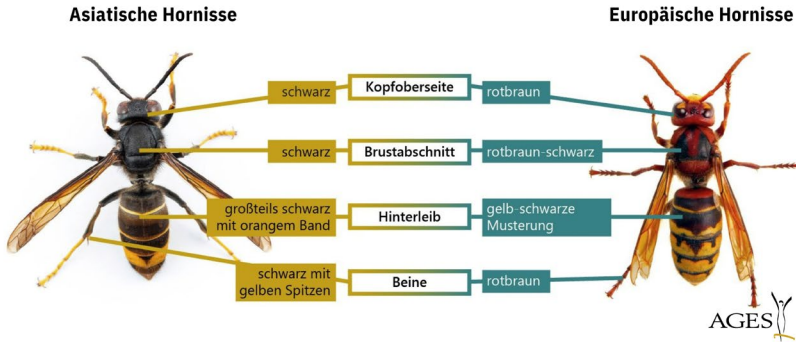 Asiatische Hornisse
Europäische Hornisse
schwarz
Kopfoberseite
rotbraun
schwarz
Brustabschnitt
rotbraun-schwarz
großteils schwarz
mit orangem Band
Hinterleib
gelb-schwarze
Musterung
schwarz mit
gelben Spitzen
Beine
rotbraun
AGES